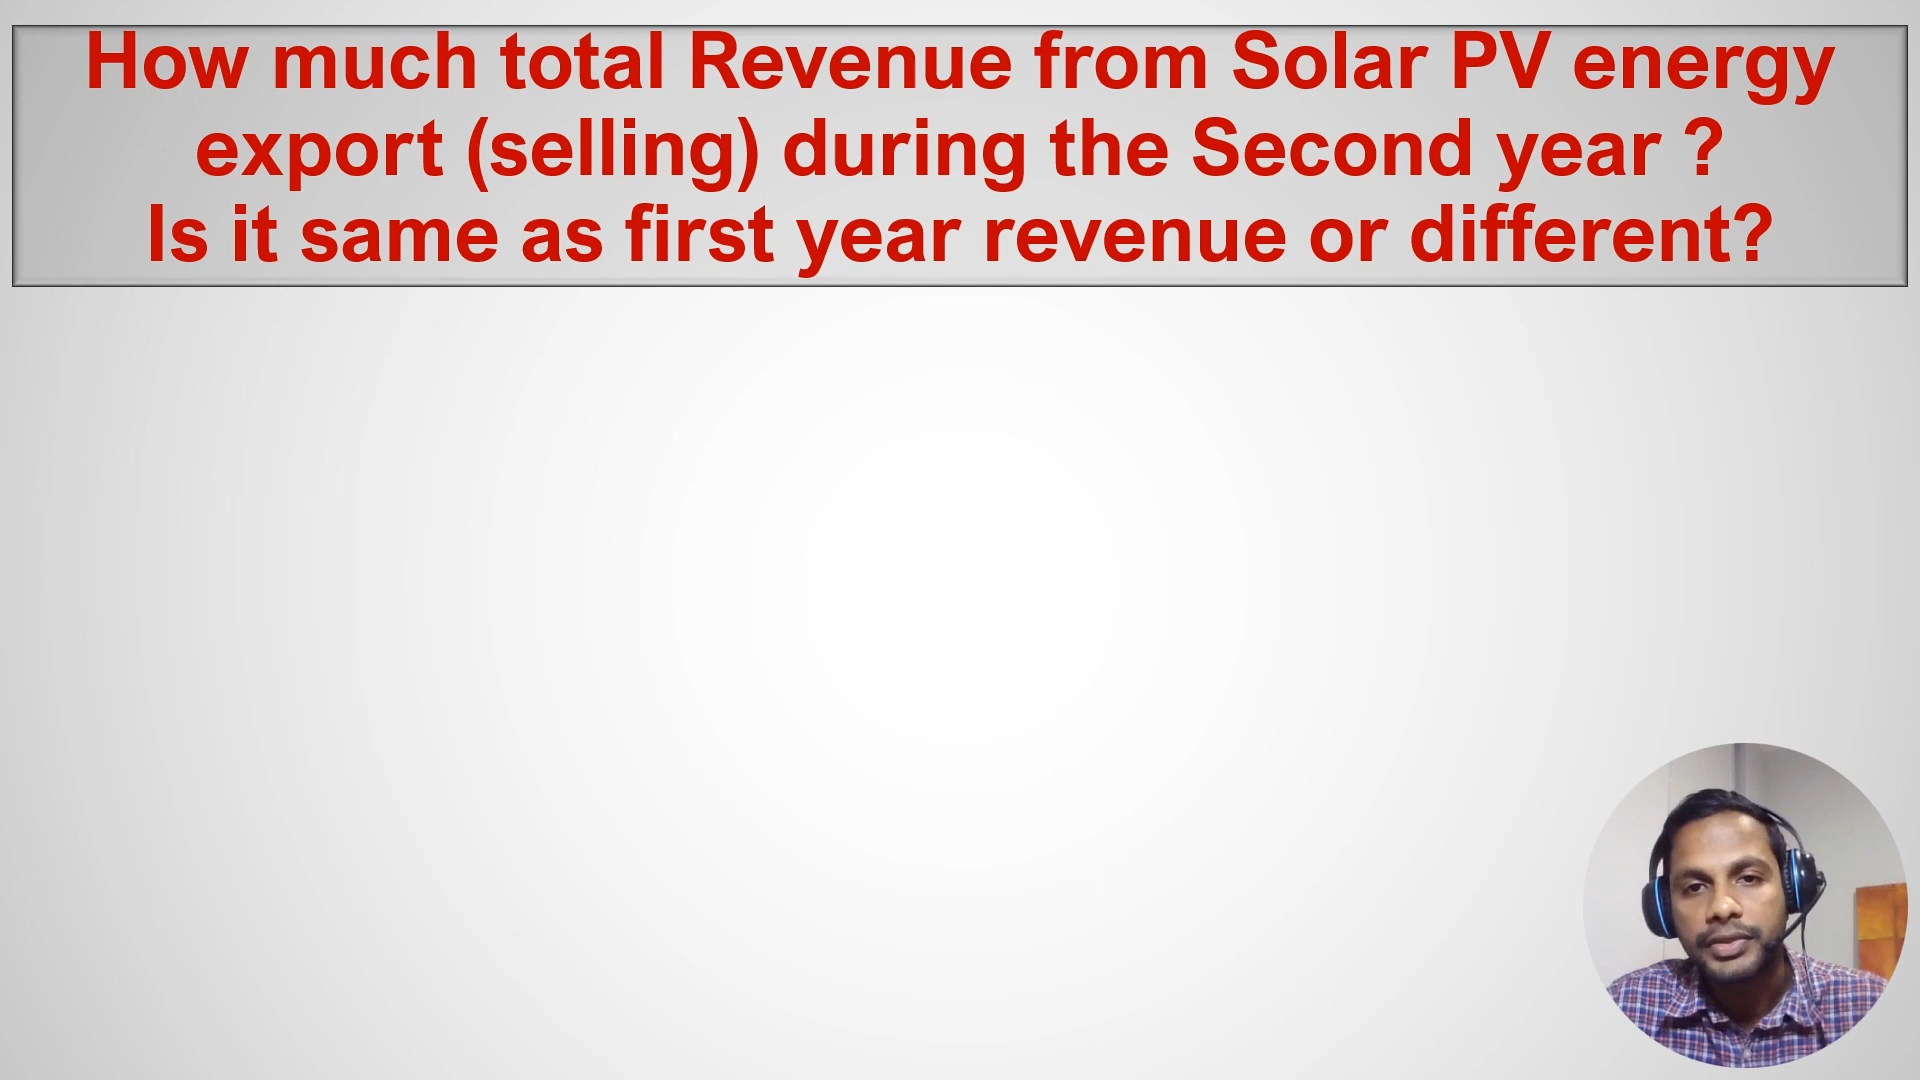 How much total Revenue from Solar PV energy
export (selling) during the Second year ?
Is it same as first year revenue or different?